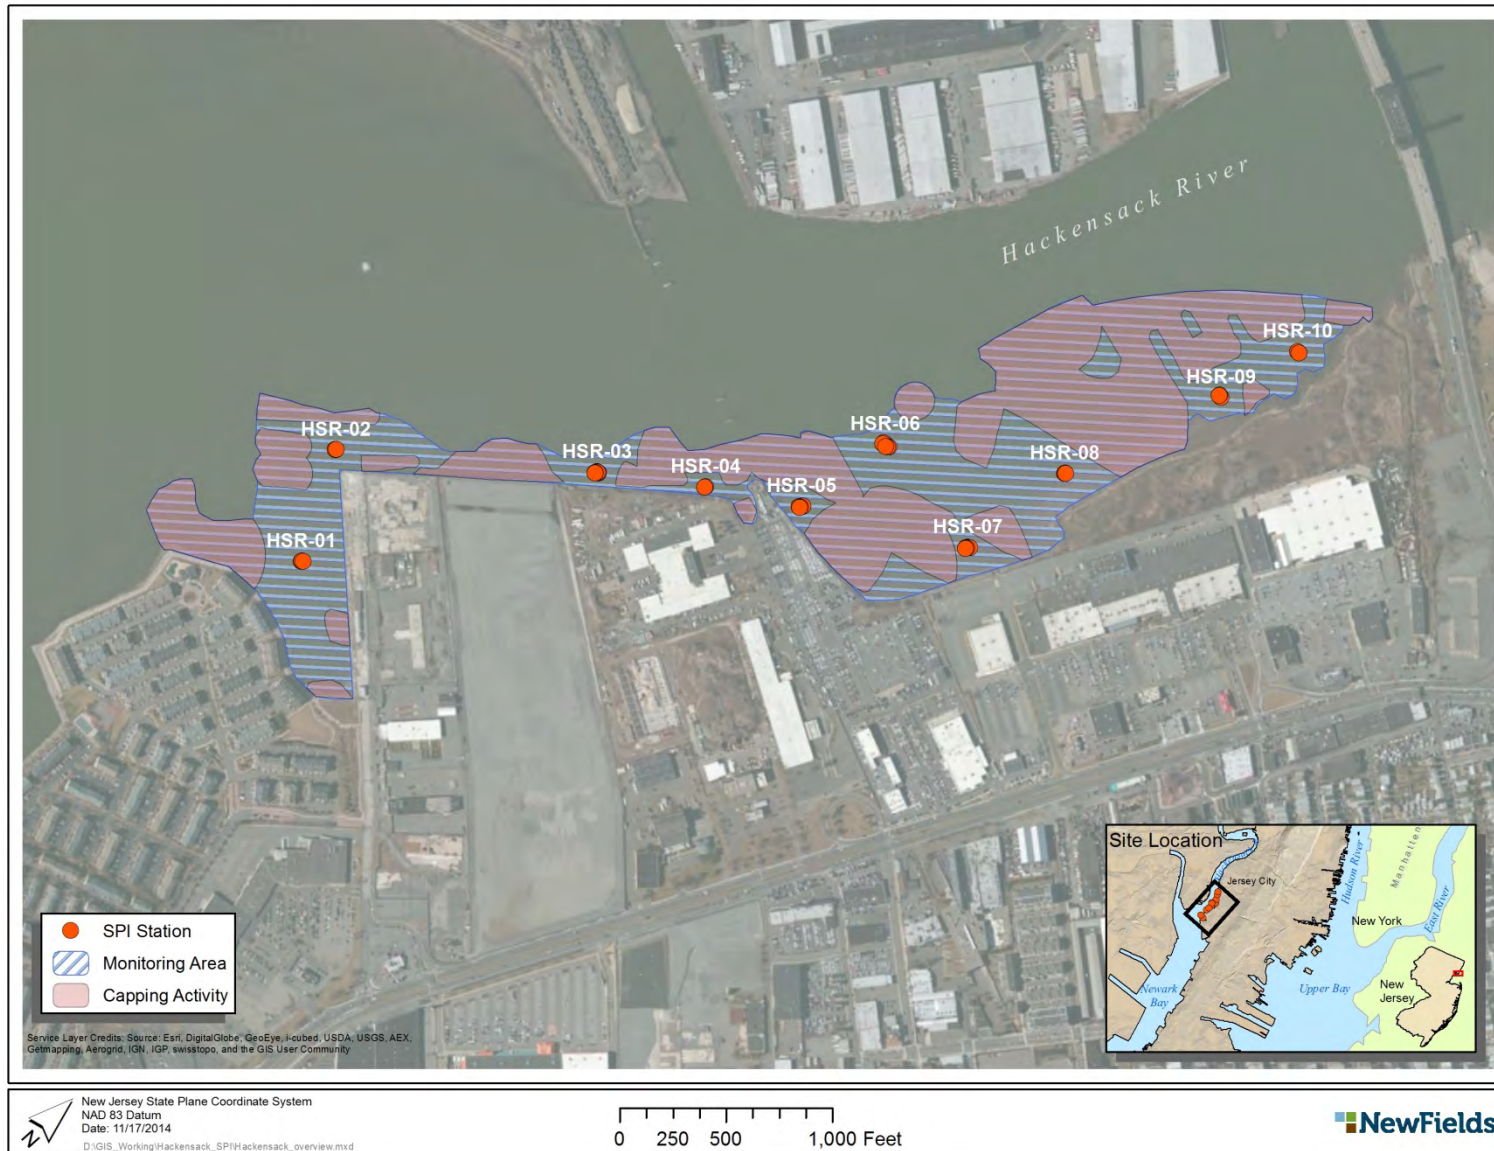 Hackensack River
HSR-10
HSR-09
HSR-02
HSR-06
HSR-03
HSR-08
HSR-04
HSR-05
HSR-07
HSR-01
SPI Station
Monitoring Area
Capping Activity
Service Layer Credits: Source: Esri, DigitalGlobe, GeoEye, i-cubed, USDA, USGS, AEX,
Getmapping, Aerogrid, IGN, IGP, swisstopo, and the GIS User Community
Site Location
Jersey City
Hudson River
Manhatten
East River
New York
Newark
Bay
Upper Bay
New
Jersey
N
New Jersey State Plane Coordinate System
NAD 83 Datum
Date: 11/17/2014
D:\GIS_Working\Hackensack_SPI\Hackensack_overview.mxd
0 250 500 1,000 Feet
NewFields